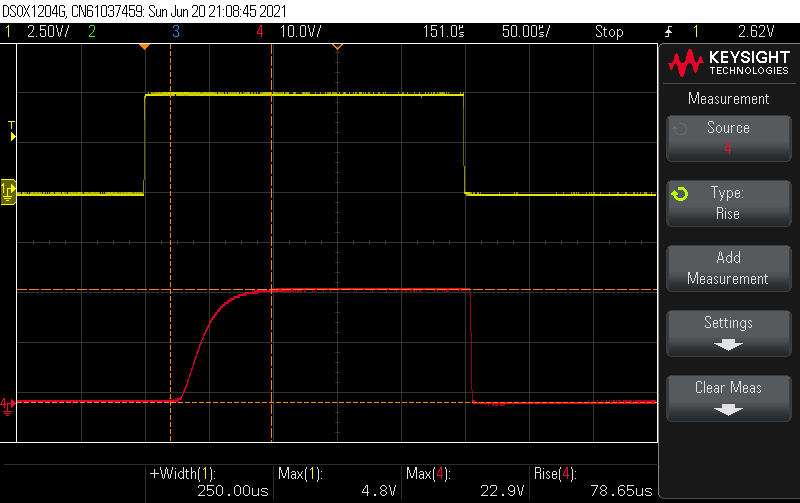 DSOX1204G, CN61037459: Sun Jun 20 21:08:45 2021
1 2.50V/ 2 3 4 10.0V/ 151.0s 50.00s/ Stop 1 2.62V
KEYSIGHT
TECHNOLOGIES
Measurement
Source
4
Type:
Rise
Add
Measurement
Settings
Clear Meas
T
1
4
+Width(1): Max(1): Max(4): Rise(4):
250.00us 4.8V 22.9V 78.65us